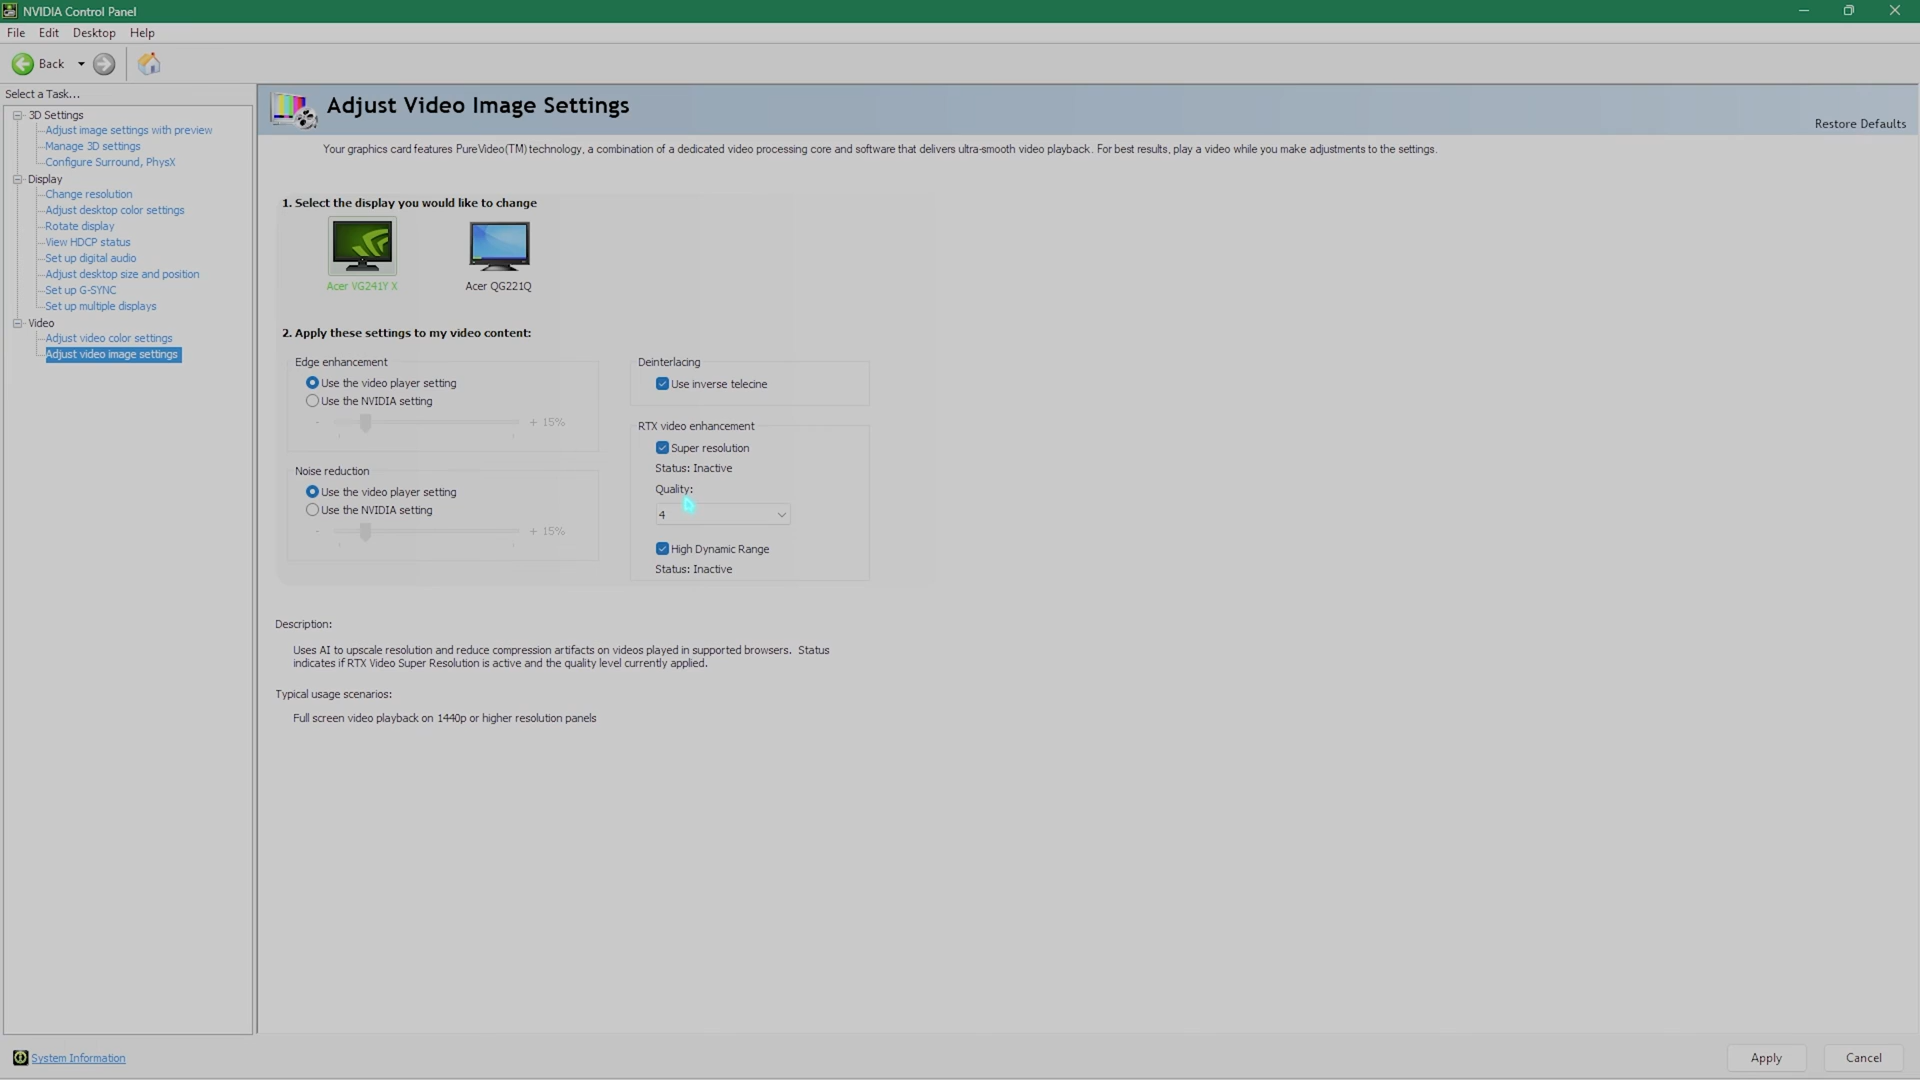 NVIDIA Control Panel
File Edit Desktop Help
Back
Select a Task...
3D Settings
Adjust image settings with preview
Manage 3D settings
Configure Surround, PhysX
Display
Change resolution
Adjust desktop color settings
Rotate display
View HDCP status
Set up digital audio
Adjust desktop size and position
Set up G-SYNC
Set up multiple displays
Video
Adjust video color settings
Adjust video image settings
System Information
Adjust Video Image Settings
Restore Defaults
Your graphics card features PureVideo(TM) technology, a combination of a dedicated video processing core and software that delivers ultra-smooth video playback. For best results, play a video while you make adjustments to the settings.
1. Select the display you would like to change
Acer VG241Y X
Acer QG221Q
2. Apply these settings to my video content:
Edge enhancement
Use the video player setting
Use the NVIDIA setting
- + 15%
Noise reduction
Use the video player setting
Use the NVIDIA setting
- + 15%
Deinterlacing
Use inverse telecine
RTX video enhancement
Super resolution
Status: Inactive
Quality:
4
High Dynamic Range
Status: Inactive
Description:
Uses AI to upscale resolution and reduce compression artifacts on videos played in supported browsers. Status
indicates if RTX Video Super Resolution is active and the quality level currently applied.
Typical usage scenarios:
Full screen video playback on 1440p or higher resolution panels
Apply
Cancel